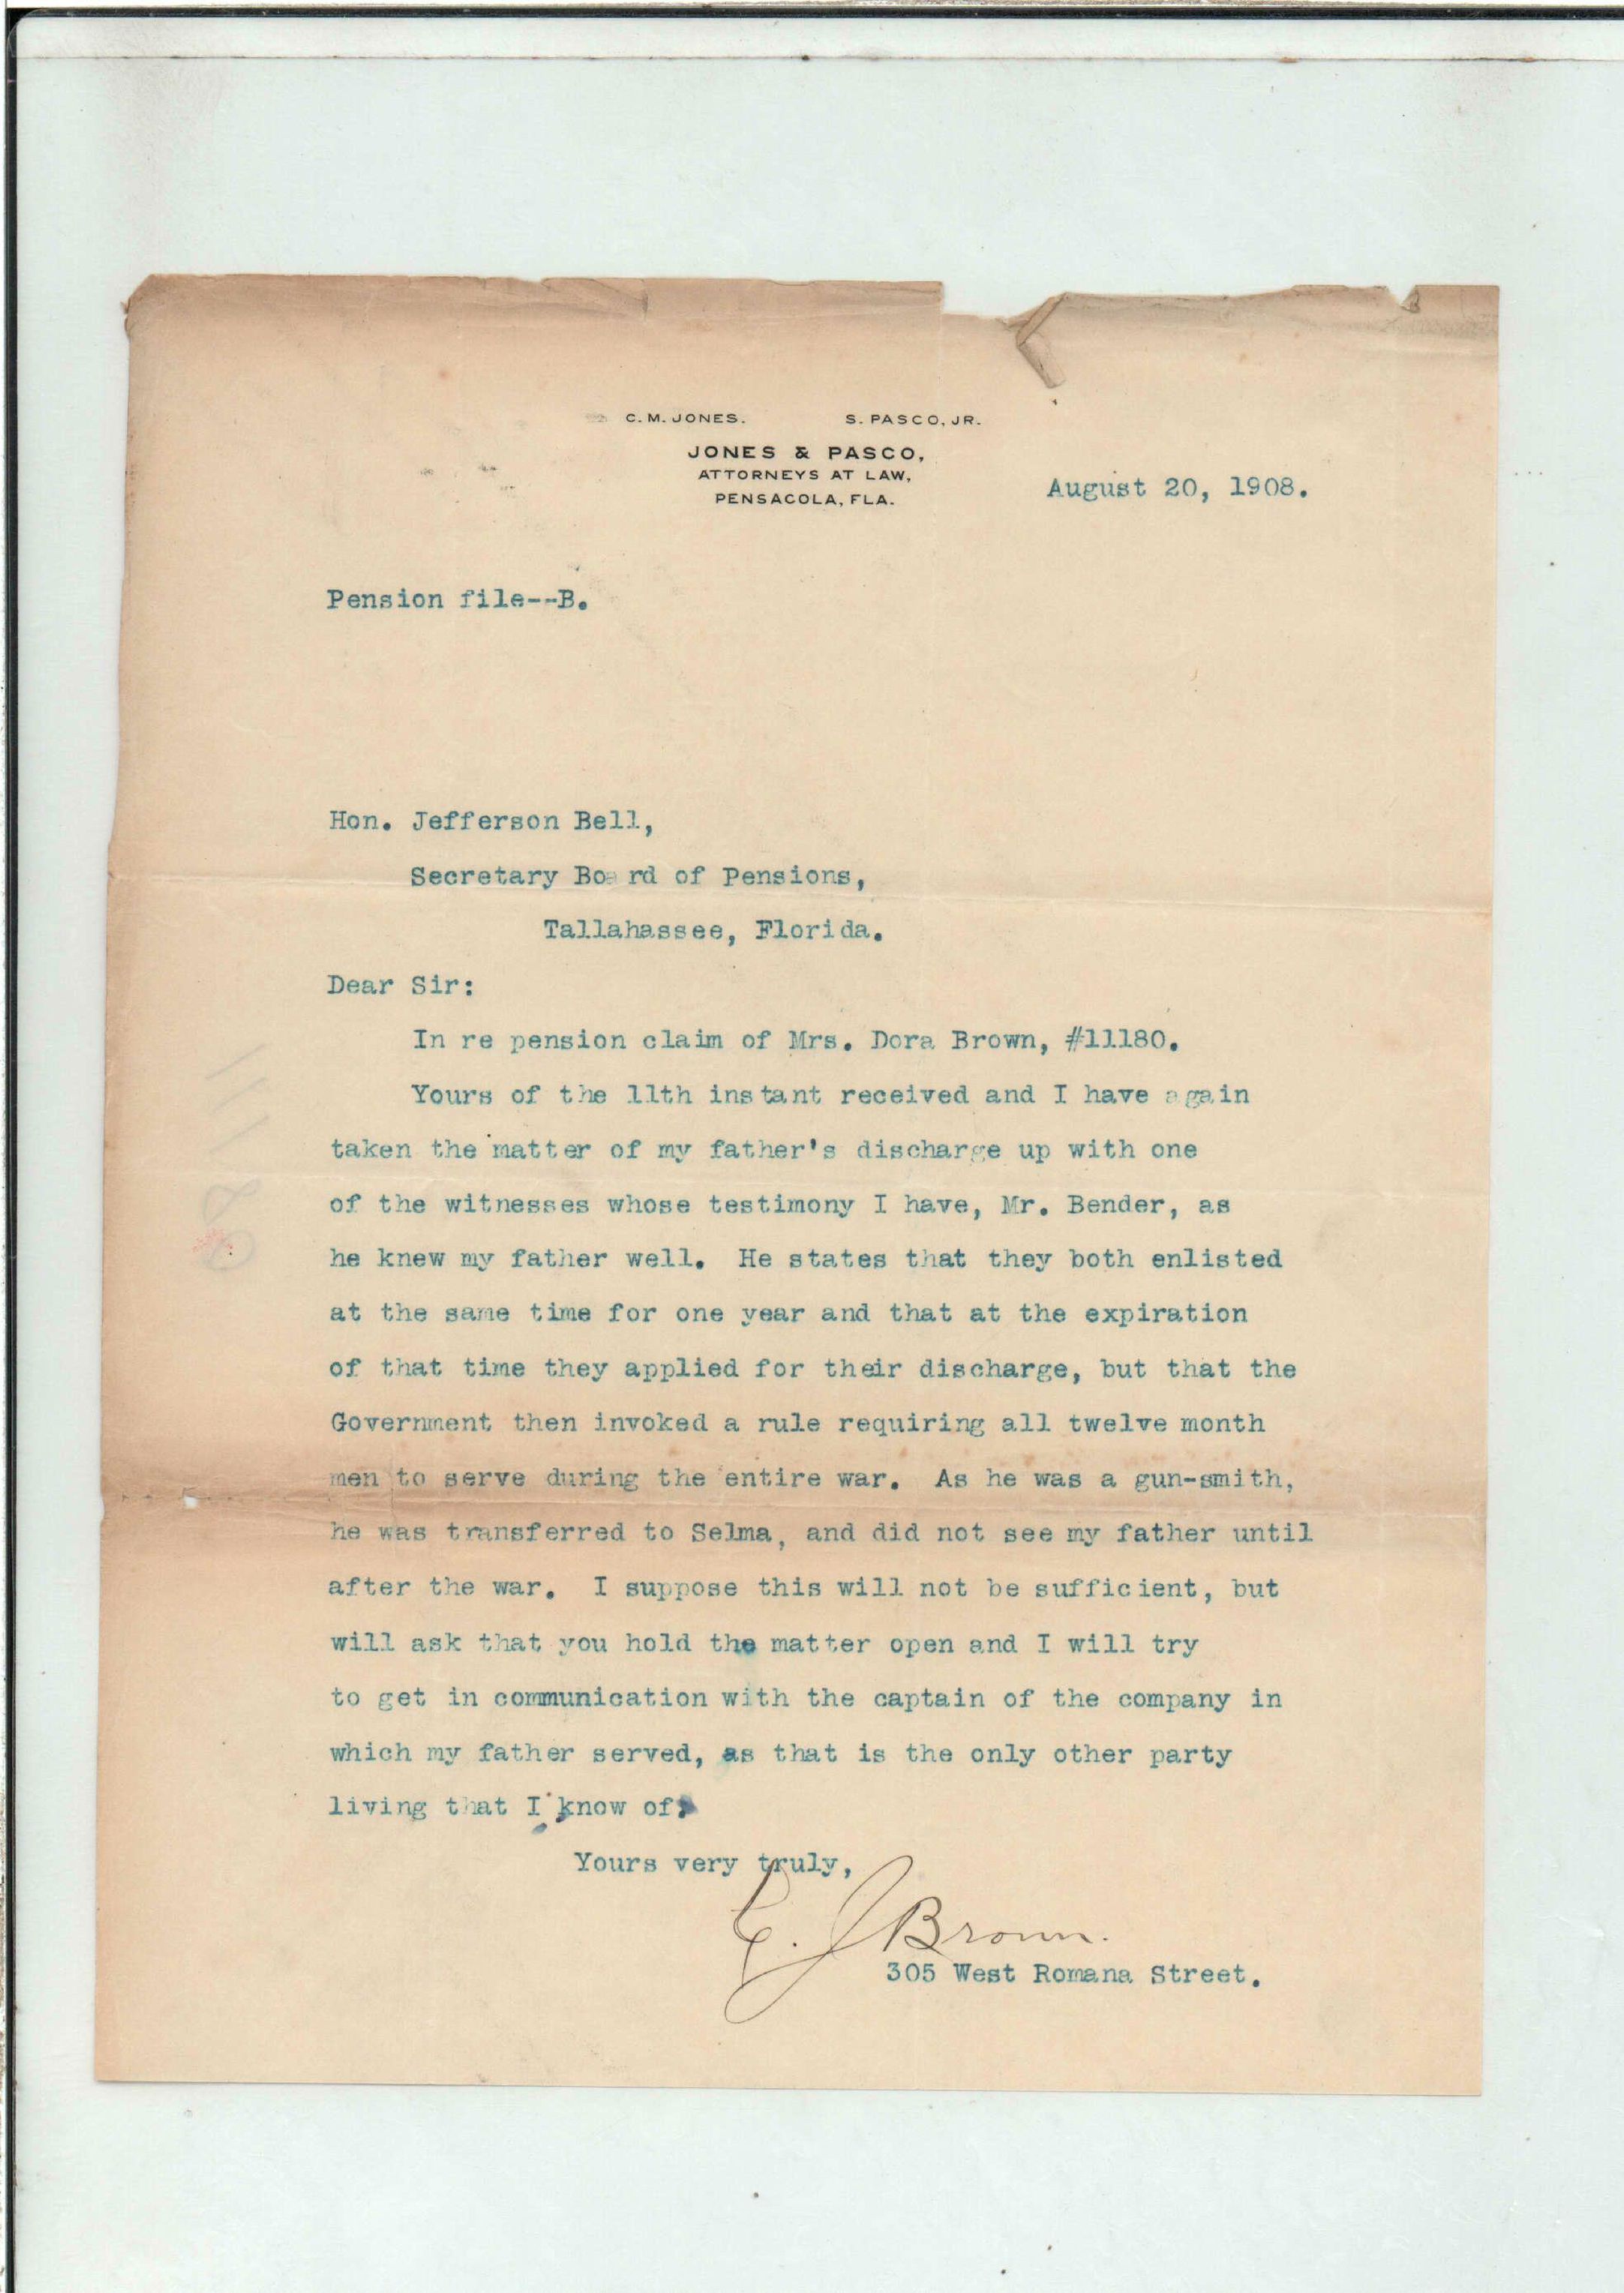 C. M. JONES. S. PASCO, JR.
JONES & PASCO,
ATTORNEYS AT LAW,
PENSACOLA, FLA.
August 20, 1908.
Pension file--B.
Hon. Jefferson Bell,
Secretary Board of Pensions,
Tallahassee, Florida.
Dear Sir:
In re pension claim of Mrs. Dora Brown, #11180.
Yours of the 11th instant received and I have again
taken the matter of my father's discharge up with one
of the witnesses whose testimony I have, Mr. Bender, as
he knew my father well. He states that they both enlisted
at the same time for one year and that at the expiration
of that time they applied for their discharge, but that the
Government then invoked a rule requiring all twelve month
men to serve during the entire war. As he was a gun-smith,
he was transferred to Selma, and did not see my father until
after the war. I suppose this will not be sufficient, but
will ask that you hold the matter open and I will try
to get in communication with the captain of the company in
which my father served, as that is the only other party
living that I know of.
Yours very truly,
E. J Brown.
305 West Romana Street.
11180